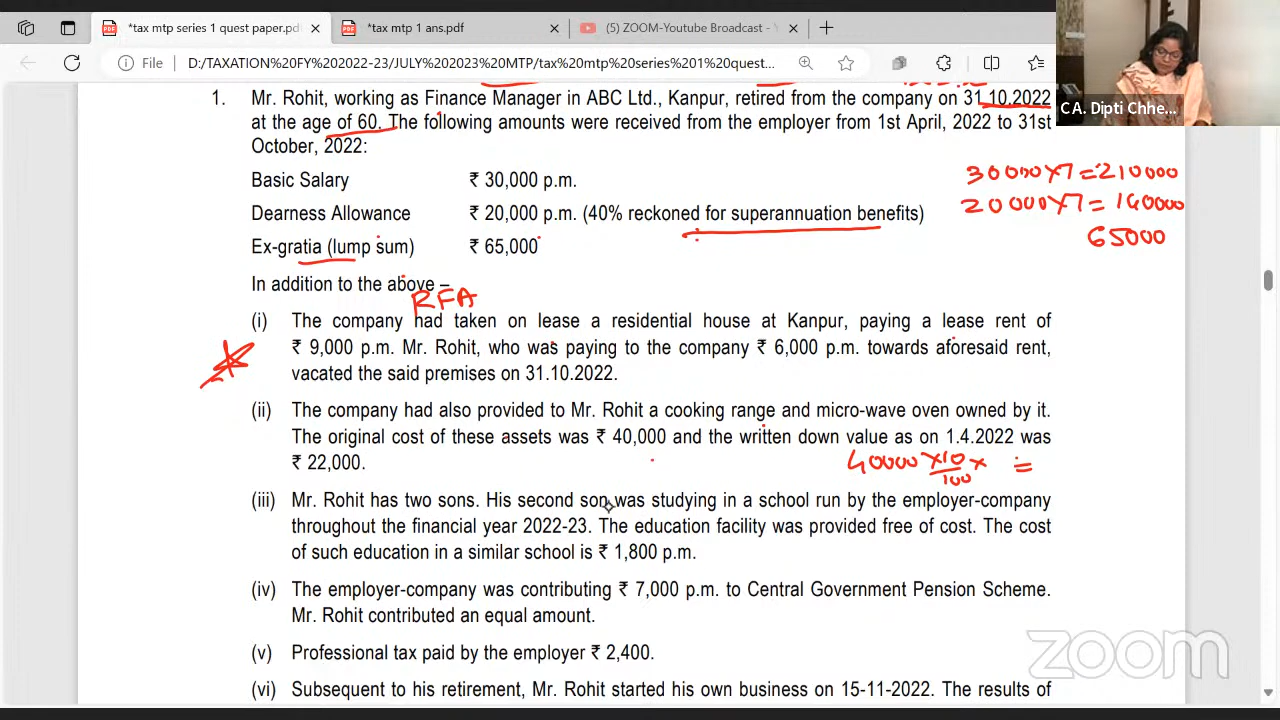 *tax mtp series 1 quest paper.pdf
*tax mtp 1 ans.pdf
(5) ZOOM-Youtube Broadcast - Y
File
D:/TAXATION%20FY%202022-23/JULY%202023%20MTP/tax%20mtp%20series%201%20quest...
C A. Dipti Chhe...
1. Mr. Rohit, working as Finance Manager in ABC Ltd., Kanpur, retired from the company on 31.10.2022
at the age of 60. The following amounts were received from the employer from 1st April, 2022 to 31st
October, 2022:
Basic Salary ₹ 30,000 p.m.
30000x7=210000
Dearness Allowance ₹ 20,000 p.m. (40% reckoned for superannuation benefits)
20000x7=140000
Ex-gratia (lump sum) ₹ 65,000
65000
In addition to the above –
RFA
(i) The company had taken on lease a residential house at Kanpur, paying a lease rent of
₹ 9,000 p.m. Mr. Rohit, who was paying to the company ₹ 6,000 p.m. towards aforesaid rent,
vacated the said premises on 31.10.2022.
(ii) The company had also provided to Mr. Rohit a cooking range and micro-wave oven owned by it.
The original cost of these assets was ₹ 40,000 and the written down value as on 1.4.2022 was
₹ 22,000.
40000x10/100x =
(iii) Mr. Rohit has two sons. His second son was studying in a school run by the employer-company
throughout the financial year 2022-23. The education facility was provided free of cost. The cost
of such education in a similar school is ₹ 1,800 p.m.
(iv) The employer-company was contributing ₹ 7,000 p.m. to Central Government Pension Scheme.
Mr. Rohit contributed an equal amount.
(v) Professional tax paid by the employer ₹ 2,400.
zoom
(vi) Subsequent to his retirement, Mr. Rohit started his own business on 15-11-2022. The results of